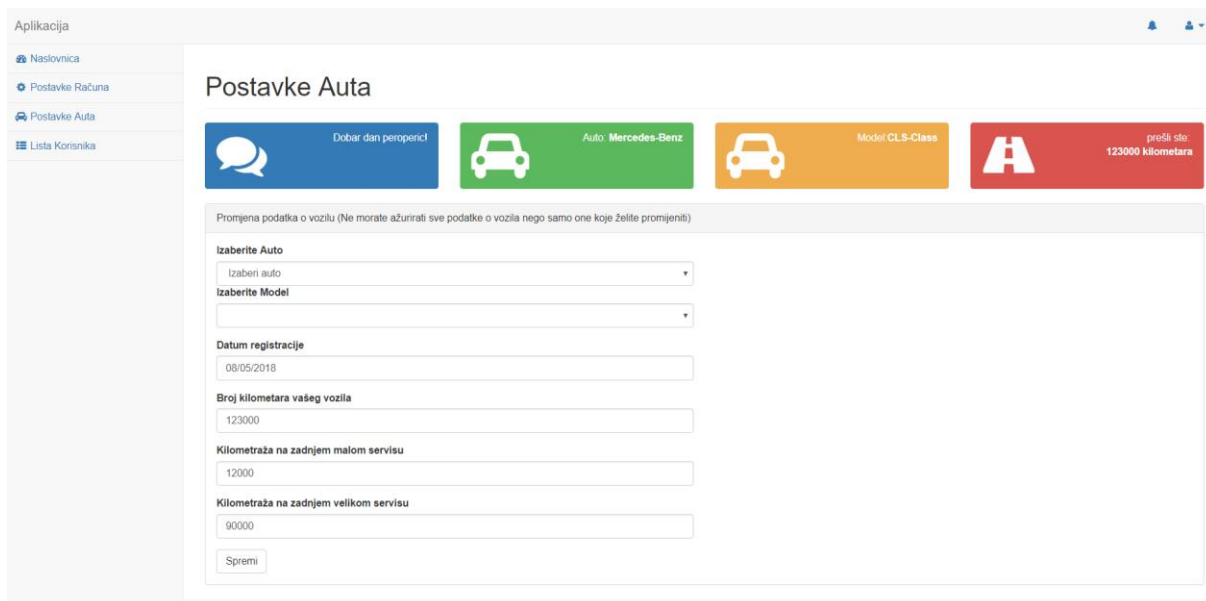 Aplikacija
Naslovnica
Postavke Računa
Postavke Auta
Lista Korisnika
Postavke Auta
Dobar dan peroperic!
Auto: Mercedes-Benz
Model:CLS-Class
prešli ste:
123000 kilometara
Promjena podatka o vozilu (Ne morate ažurirati sve podatke o vozila nego samo one koje želite promijeniti)
Izaberite Auto
Izaberi auto
Izaberite Model
Datum registracije
08/05/2018
Broj kilometara vašeg vozila
123000
Kilometraža na zadnjem malom servisu
12000
Kilometraža na zadnjem velikom servisu
90000
Spremi